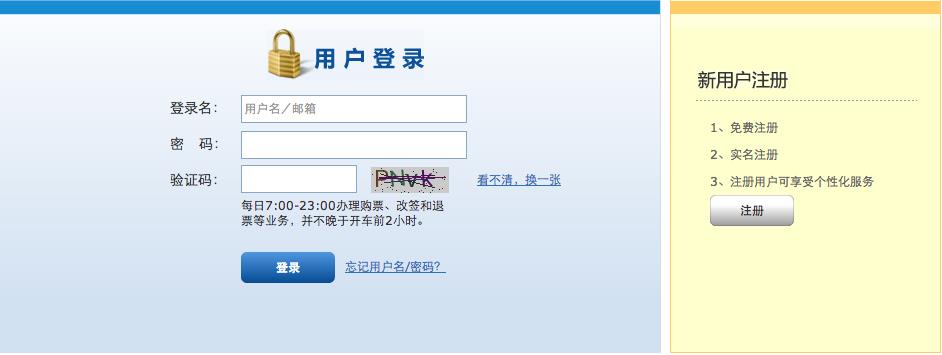 用户登录
登录名：
用户名／邮箱
密　码：
验证码：
PNVK
看不清，换一张
每日7:00-23:00办理购票、改签和退
票等业务，并不晚于开车前2小时。
登录
忘记用户名/密码？
新用户注册
1、免费注册
2、实名注册
3、注册用户可享受个性化服务
注册